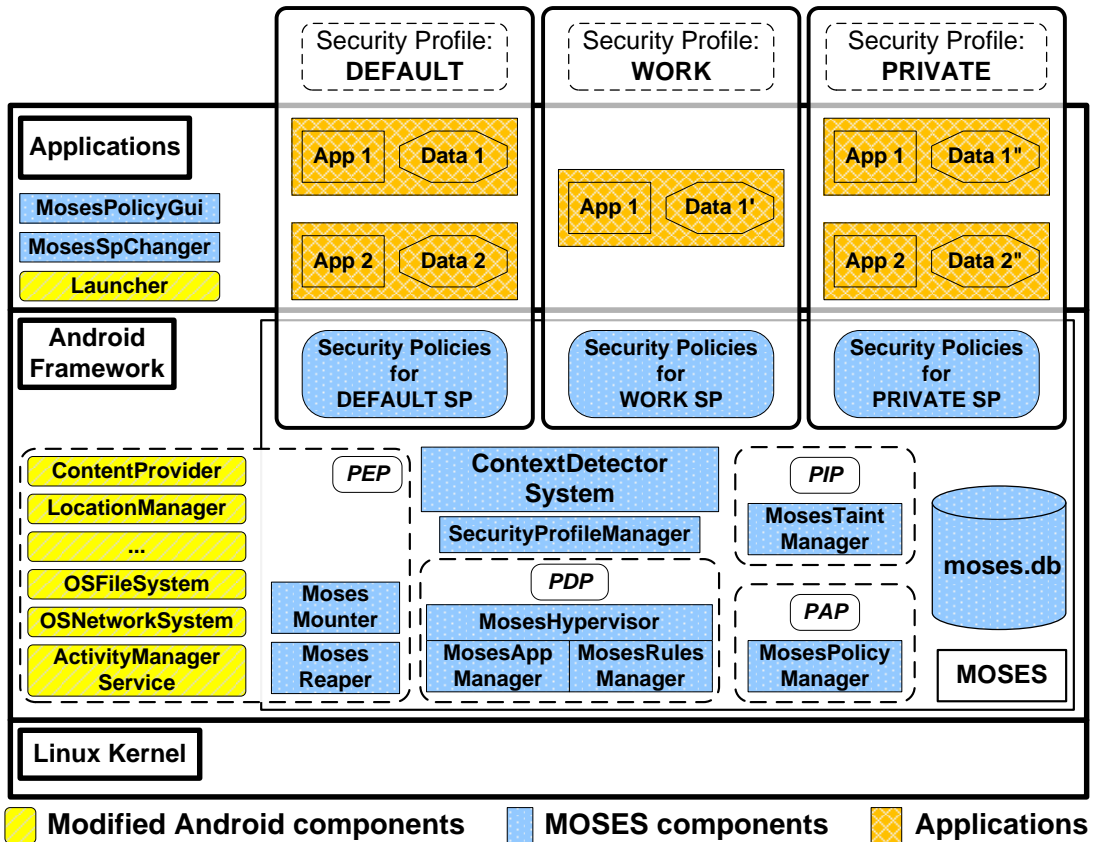 Security Profile:
DEFAULT
Security Profile:
WORK
Security Profile:
PRIVATE
Applications
MosesPolicyGui
MosesSpChanger
Launcher
App 1
Data 1
App 2
Data 2
App 1
Data 1'
App 1
Data 1"
App 2
Data 2"
Android
Framework
Security Policies
for
DEFAULT SP
Security Policies
for
WORK SP
Security Policies
for
PRIVATE SP
ContentProvider
LocationManager
...
OSFileSystem
OSNetworkSystem
ActivityManager
Service
PEP
Moses
Mounter
Moses
Reaper
ContextDetector
System
SecurityProfileManager
PDP
MosesHypervisor
MosesApp
Manager
MosesRules
Manager
PIP
MosesTaint
Manager
PAP
MosesPolicy
Manager
moses.db
MOSES
Linux Kernel
Modified Android components
MOSES components
Applications